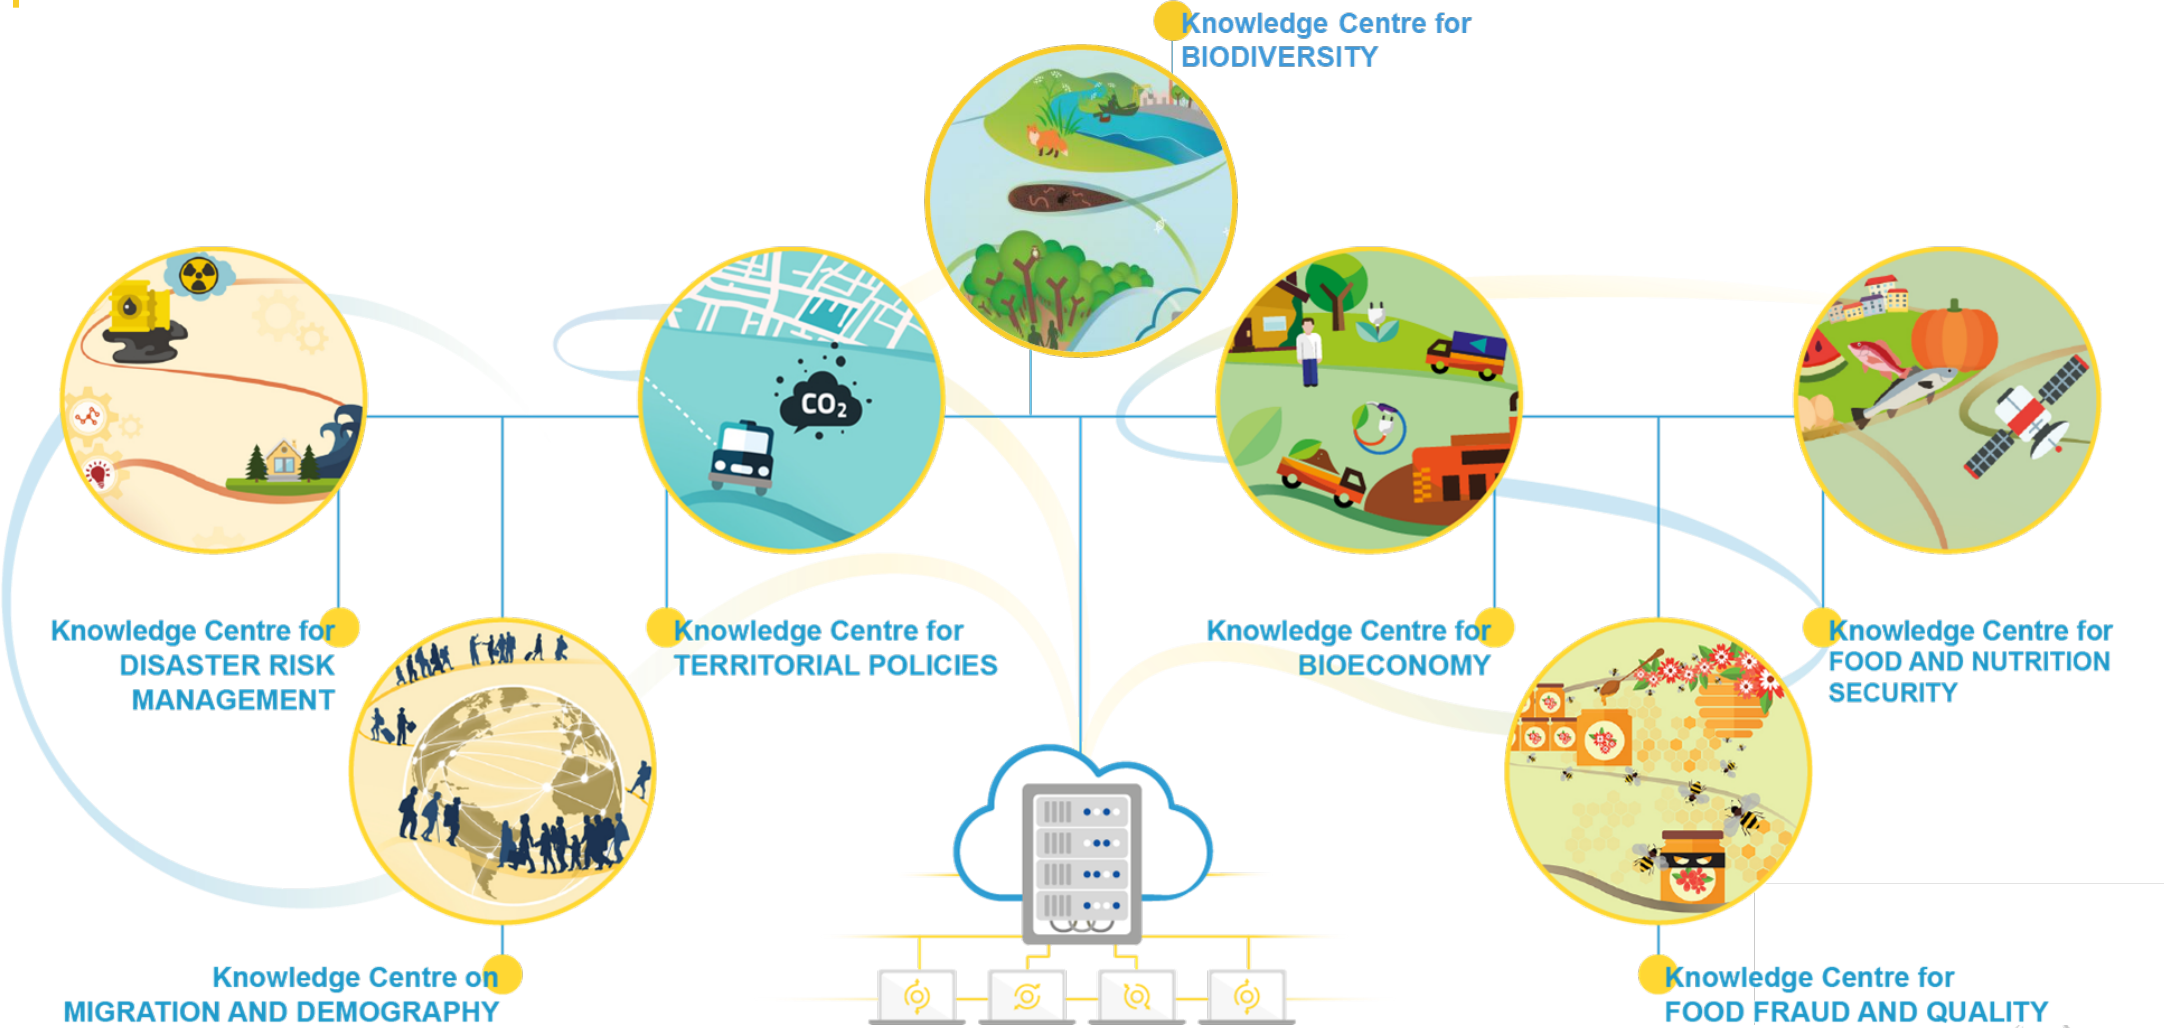 Knowledge Centre for
BIODIVERSITY
CO2
Knowledge Centre for
DISASTER RISK
MANAGEMENT
Knowledge Centre for
TERRITORIAL POLICIES
Knowledge Centre for
BIOECONOMY
Knowledge Centre for
FOOD AND NUTRITION
SECURITY
Knowledge Centre on
MIGRATION AND DEMOGRAPHY
Knowledge Centre for
FOOD FRAUD AND QUALITY